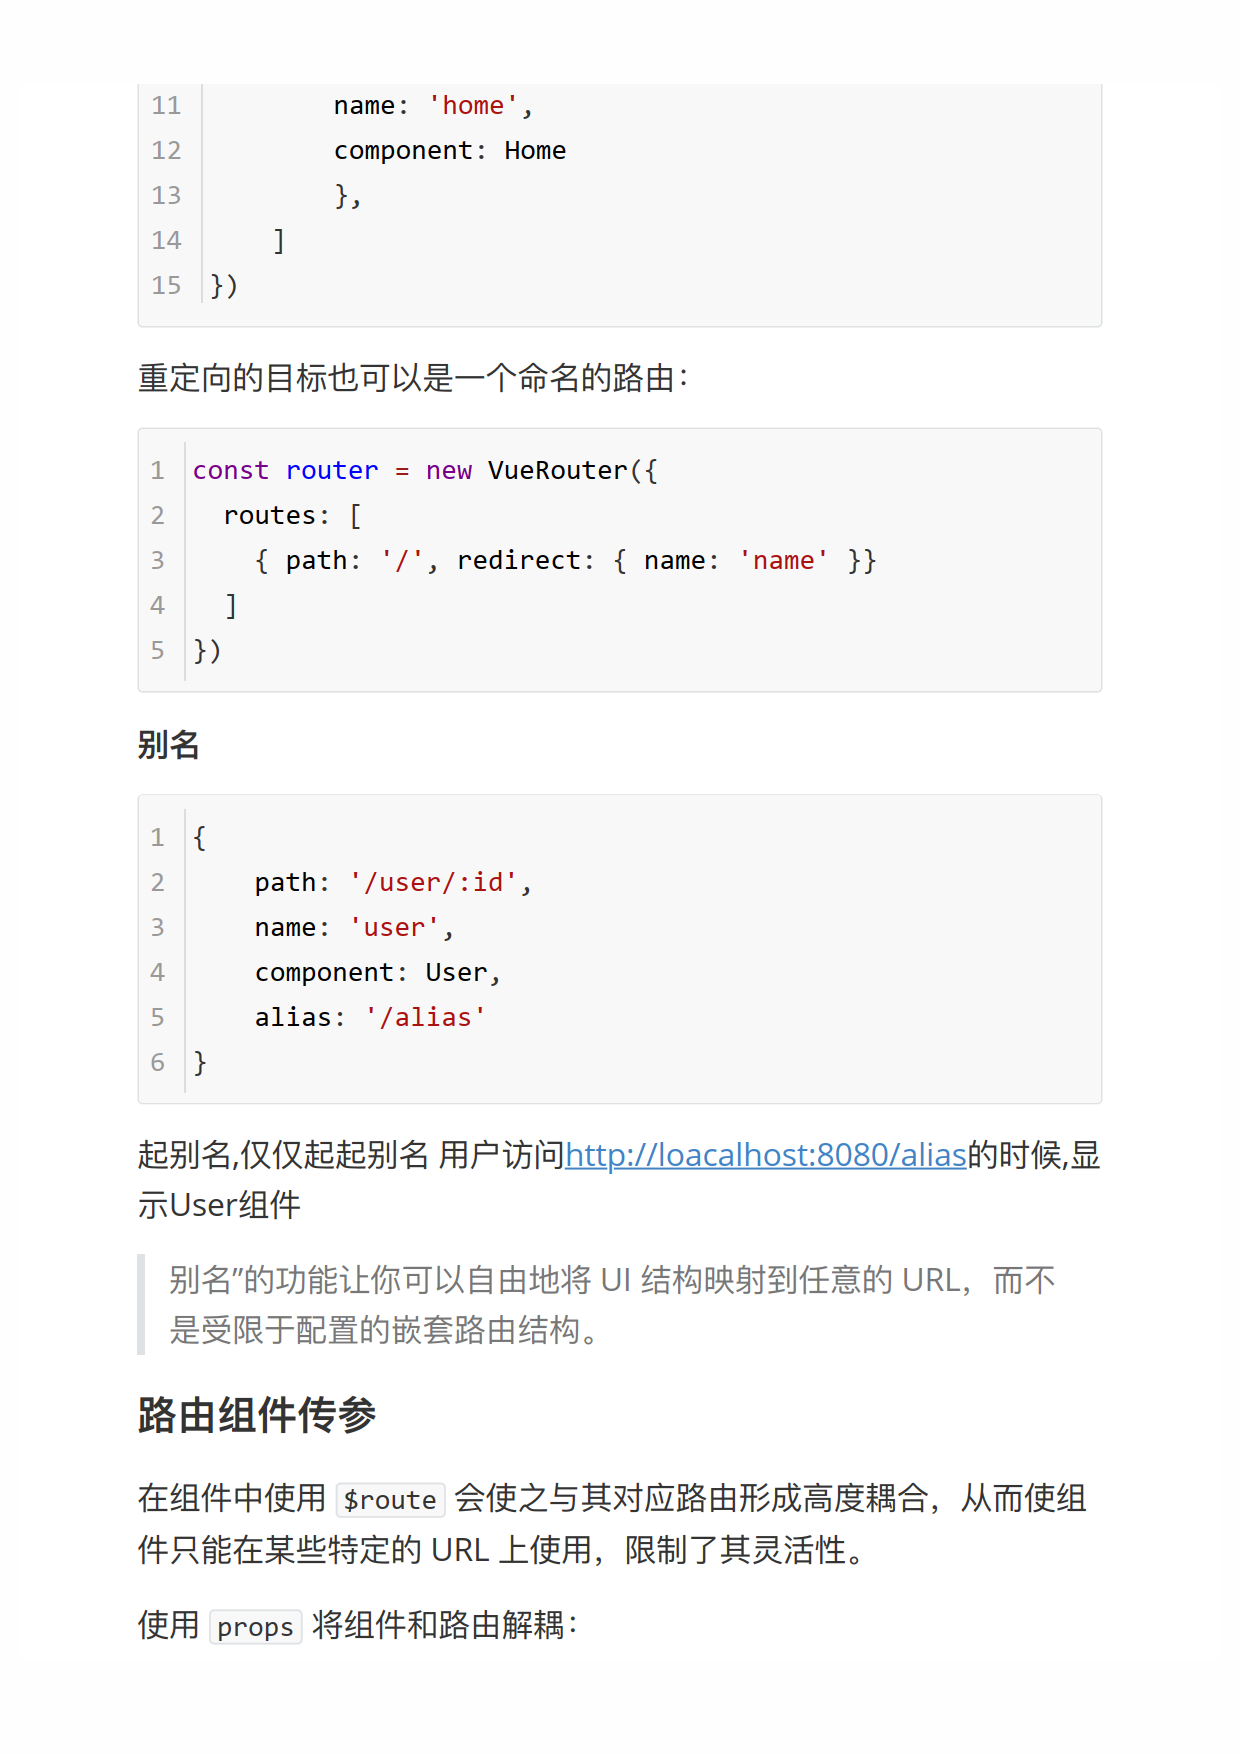 11         name: 'home',
12         component: Home
13         },
14     ]
15 })
重定向的目标也可以是一个命名的路由：
1 const router = new VueRouter({
2   routes: [
3     { path: '/', redirect: { name: 'name' }}
4   ]
5 })
别名
1 {
2     path: '/user/:id',
3     name: 'user',
4     component: User,
5     alias: '/alias'
6 }
起别名,仅仅起起别名 用户访问http://loacalhost:8080/alias的时候,显
示User组件
别名”的功能让你可以自由地将 UI 结构映射到任意的 URL，而不
是受限于配置的嵌套路由结构。
路由组件传参
在组件中使用 $route 会使之与其对应路由形成高度耦合，从而使组
件只能在某些特定的 URL 上使用，限制了其灵活性。
使用 props 将组件和路由解耦：